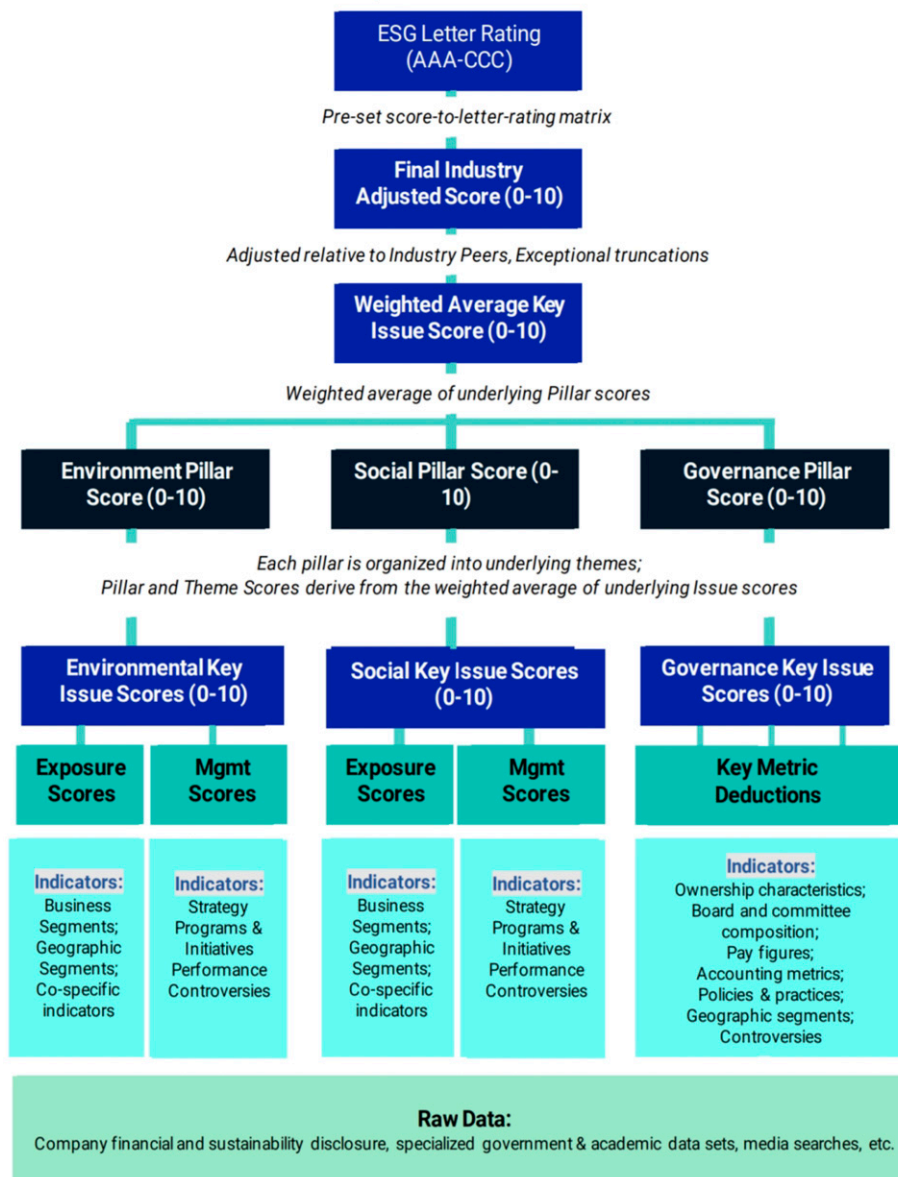 ESG Letter Rating
(AAA-CCC)
Pre-set score-to-letter-rating matrix
Final Industry
Adjusted Score (0-10)
Adjusted relative to Industry Peers, Exceptional truncations
Weighted Average Key
Issue Score (0-10)
Weighted average of underlying Pillar scores
Environment Pillar
Score (0-10)
Social Pillar Score (0-
10)
Governance Pillar
Score (0-10)
Each pillar is organized into underlying themes;
Pillar and Theme Scores derive from the weighted average of underlying Issue scores
Environmental Key
Issue Scores (0-10)
Social Key Issue Scores
(0-10)
Governance Key Issue
Scores (0-10)
Exposure
Scores
Mgmt
Scores
Exposure
Scores
Mgmt
Scores
Key Metric
Deductions
Indicators:
Business
Segments;
Geographic
Segments;
Co-specific
indicators
Indicators:
Strategy
Programs &
Initiatives
Performance
Controversies
Indicators:
Business
Segments;
Geographic
Segments;
Co-specific
indicators
Indicators:
Strategy
Programs &
Initiatives
Performance
Controversies
Indicators:
Ownership characteristics;
Board and committee
composition;
Pay figures;
Accounting metrics;
Policies & practices;
Geographic segments;
Controversies
Raw Data:
Company financial and sustainability disclosure, specialized government & academic data sets, media searches, etc.